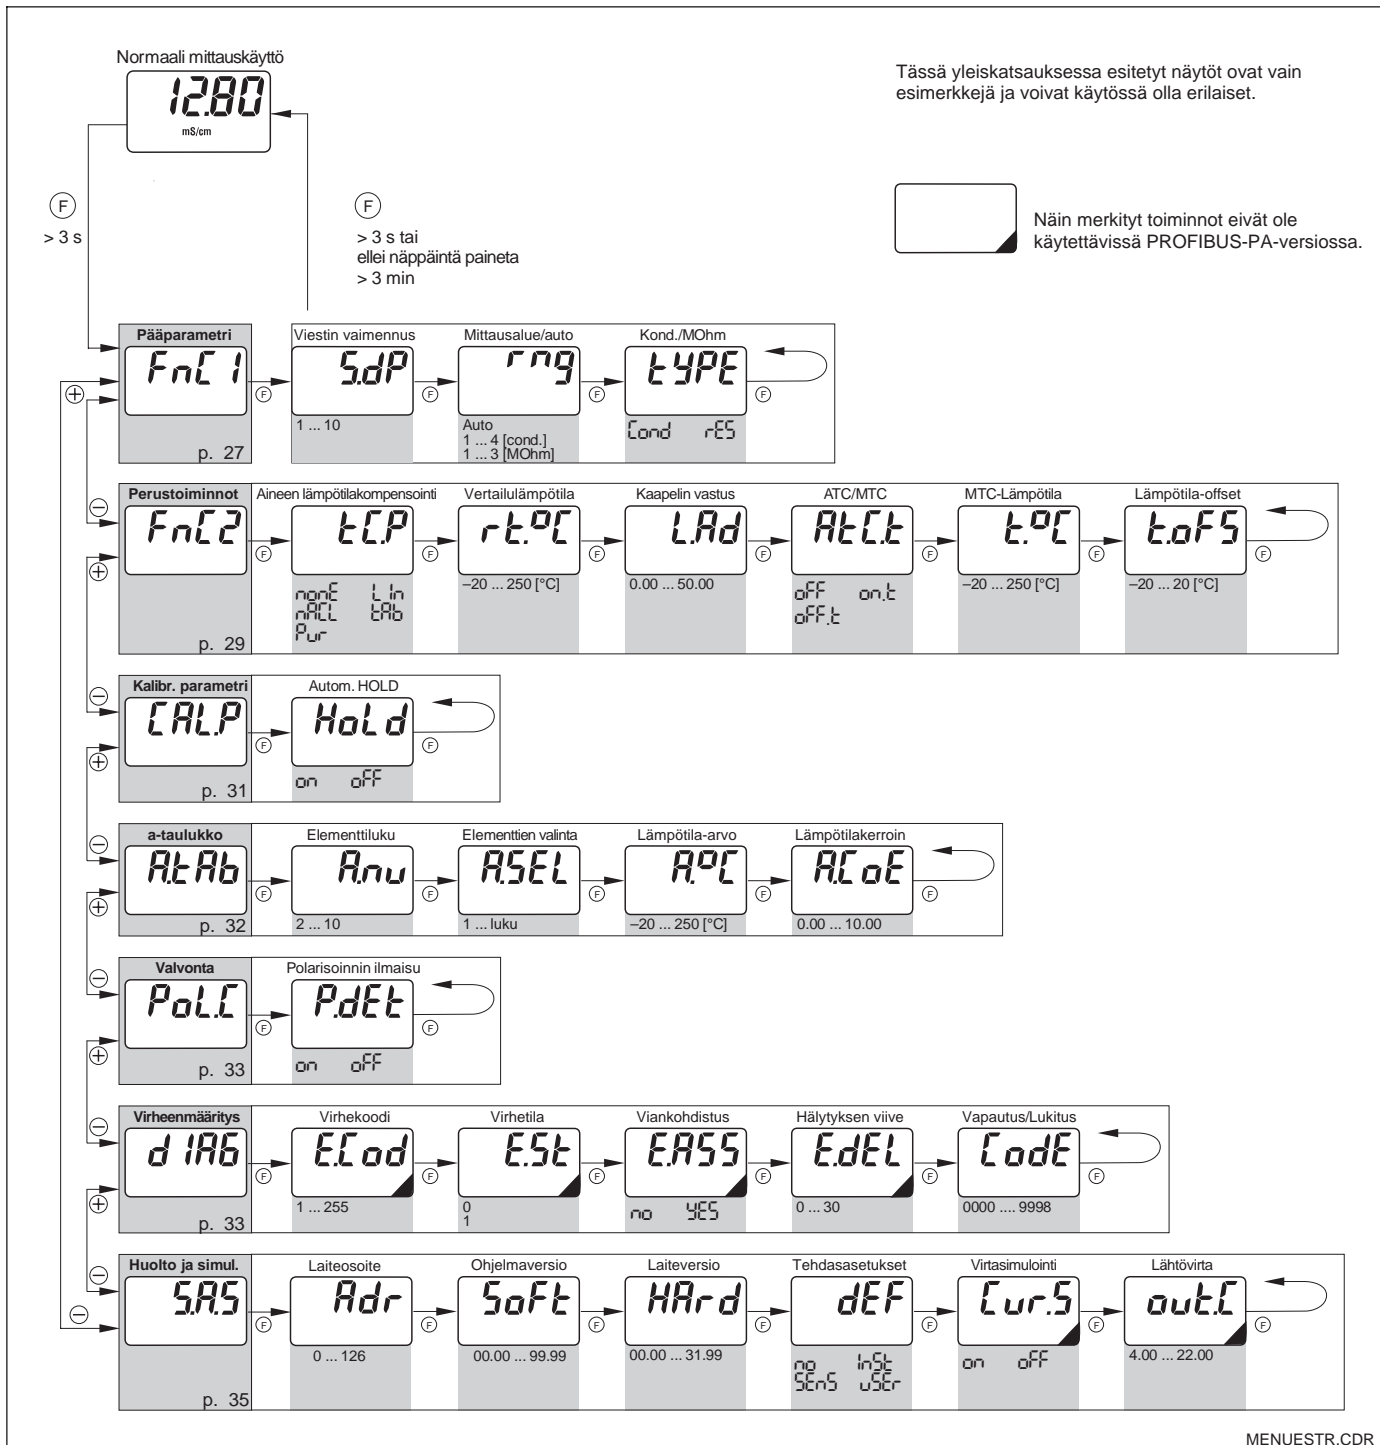 Normaali mittauskäyttö
12.80
mS/cm
Tässä yleiskatsauksessa esitetyt näytöt ovat vain
esimerkkejä ja voivat käytössä olla erilaiset.
F
> 3 s
F
> 3 s tai
ellei näppäintä paineta
> 3 min
Näin merkityt toiminnot eivät ole
käytettävissä PROFIBUS-PA-versiossa.
Pääparametri Viestin vaimennus Mittausalue/auto Kond./MOhm
FnC1 S.dP rng tYPE
+ F F F F
1 ... 10
Auto
1 ... 4 [cond.]
1 ... 3 [MOhm]
Cond rES
p. 27
Perustoiminnot Aineen lämpötilakompensointi Vertailulämpötila Kaapelin vastus ATC/MTC MTC-Lämpötila Lämpötila-offset
−
FnC2 tC.P rt.°C L.Ad AtC.t t.°C t.oFS
+ F F F F F F F
nonE LIn
nACL tAb
Pur
–20 ... 250 [°C] 0.00 ... 50.00
oFF on.t
oFF.t
–20 ... 250 [°C] –20 ... 20 [°C]
p. 29
Kalibr. parametri Autom. HOLD
−
CAL.P HoLd
+ F F
on oFF
p. 31
a-taulukko Elementtiluku Elementtien valinta Lämpötila-arvo Lämpötilakerroin
−
A.tAb A.nu A.SEL A.°C A.CoE
+ F F F F F
2 ... 10 1 ... luku –20 ... 250 [°C] 0.00 ... 10.00
p. 32
Valvonta Polarisoinnin ilmaisu
−
PoL.C P.dEt
+ F F
on oFF
p. 33
Virheenmääritys Virhekoodi Virhetila Viankohdistus Hälytyksen viive Vapautus/Lukitus
−
dIAG E.Cod E.St E.ASS E.dEL CodE
+ F F F F F F
1 ... 255
0
1
no YES
0 ... 30 0000 .... 9998
p. 33
Huolto ja simul. Laiteosoite Ohjelmaversio Laiteversio Tehdasasetukset Virtasimulointi Lähtövirta
−
S.A.S Adr SoFt HArd dEF Cur.S out.C
− F F F F F F F
0 ... 126 00.00 ... 99.99 00.00 ... 31.99
no InSt
SEnS uSEr
on oFF
4.00 ... 22.00
p. 35
MENUESTR.CDR